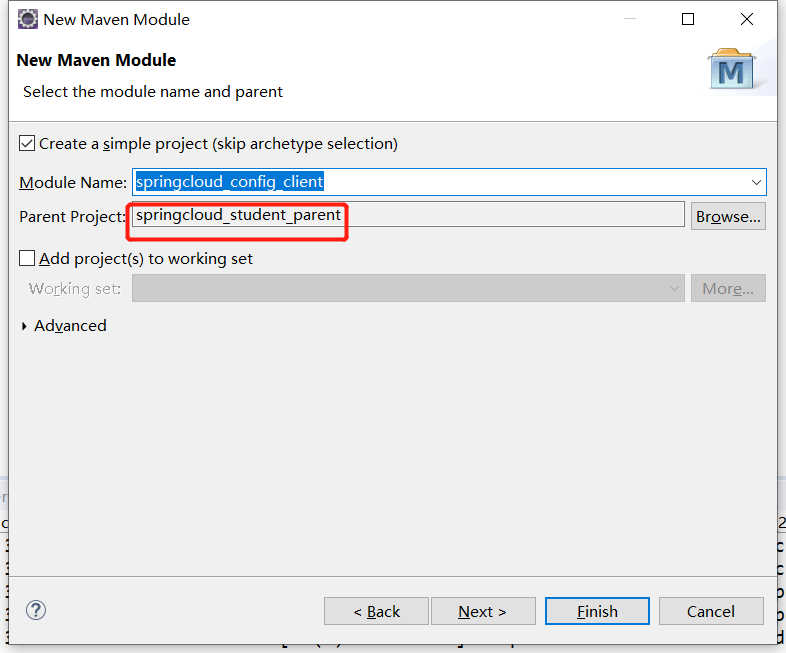 New Maven Module
New Maven Module
Select the module name and parent
M
Create a simple project (skip archetype selection)
Module Name: springcloud_config_client
Parent Project: springcloud_student_parent Browse...
Add project(s) to working set
Working set: More...
Advanced
? < Back Next > Finish Cancel